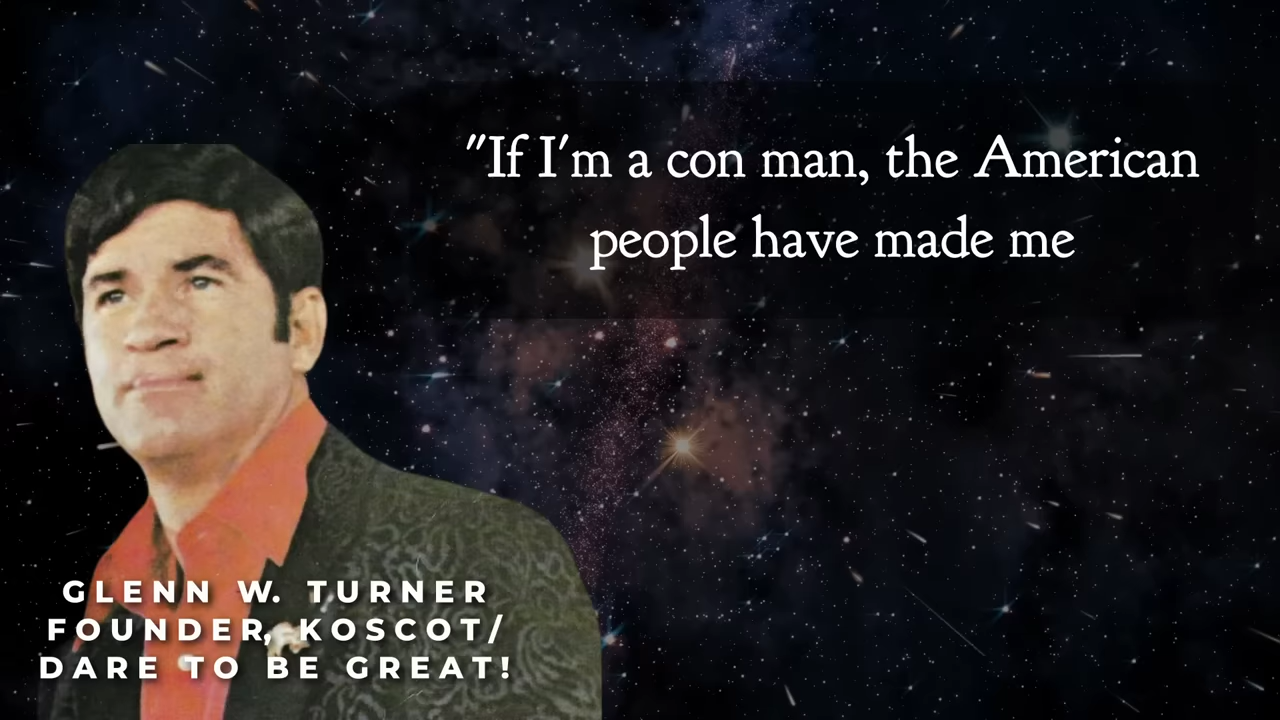 "If I'm a con man, the American
people have made me
GLENN W. TURNER
FOUNDER, KOSCOT/
DARE TO BE GREAT!